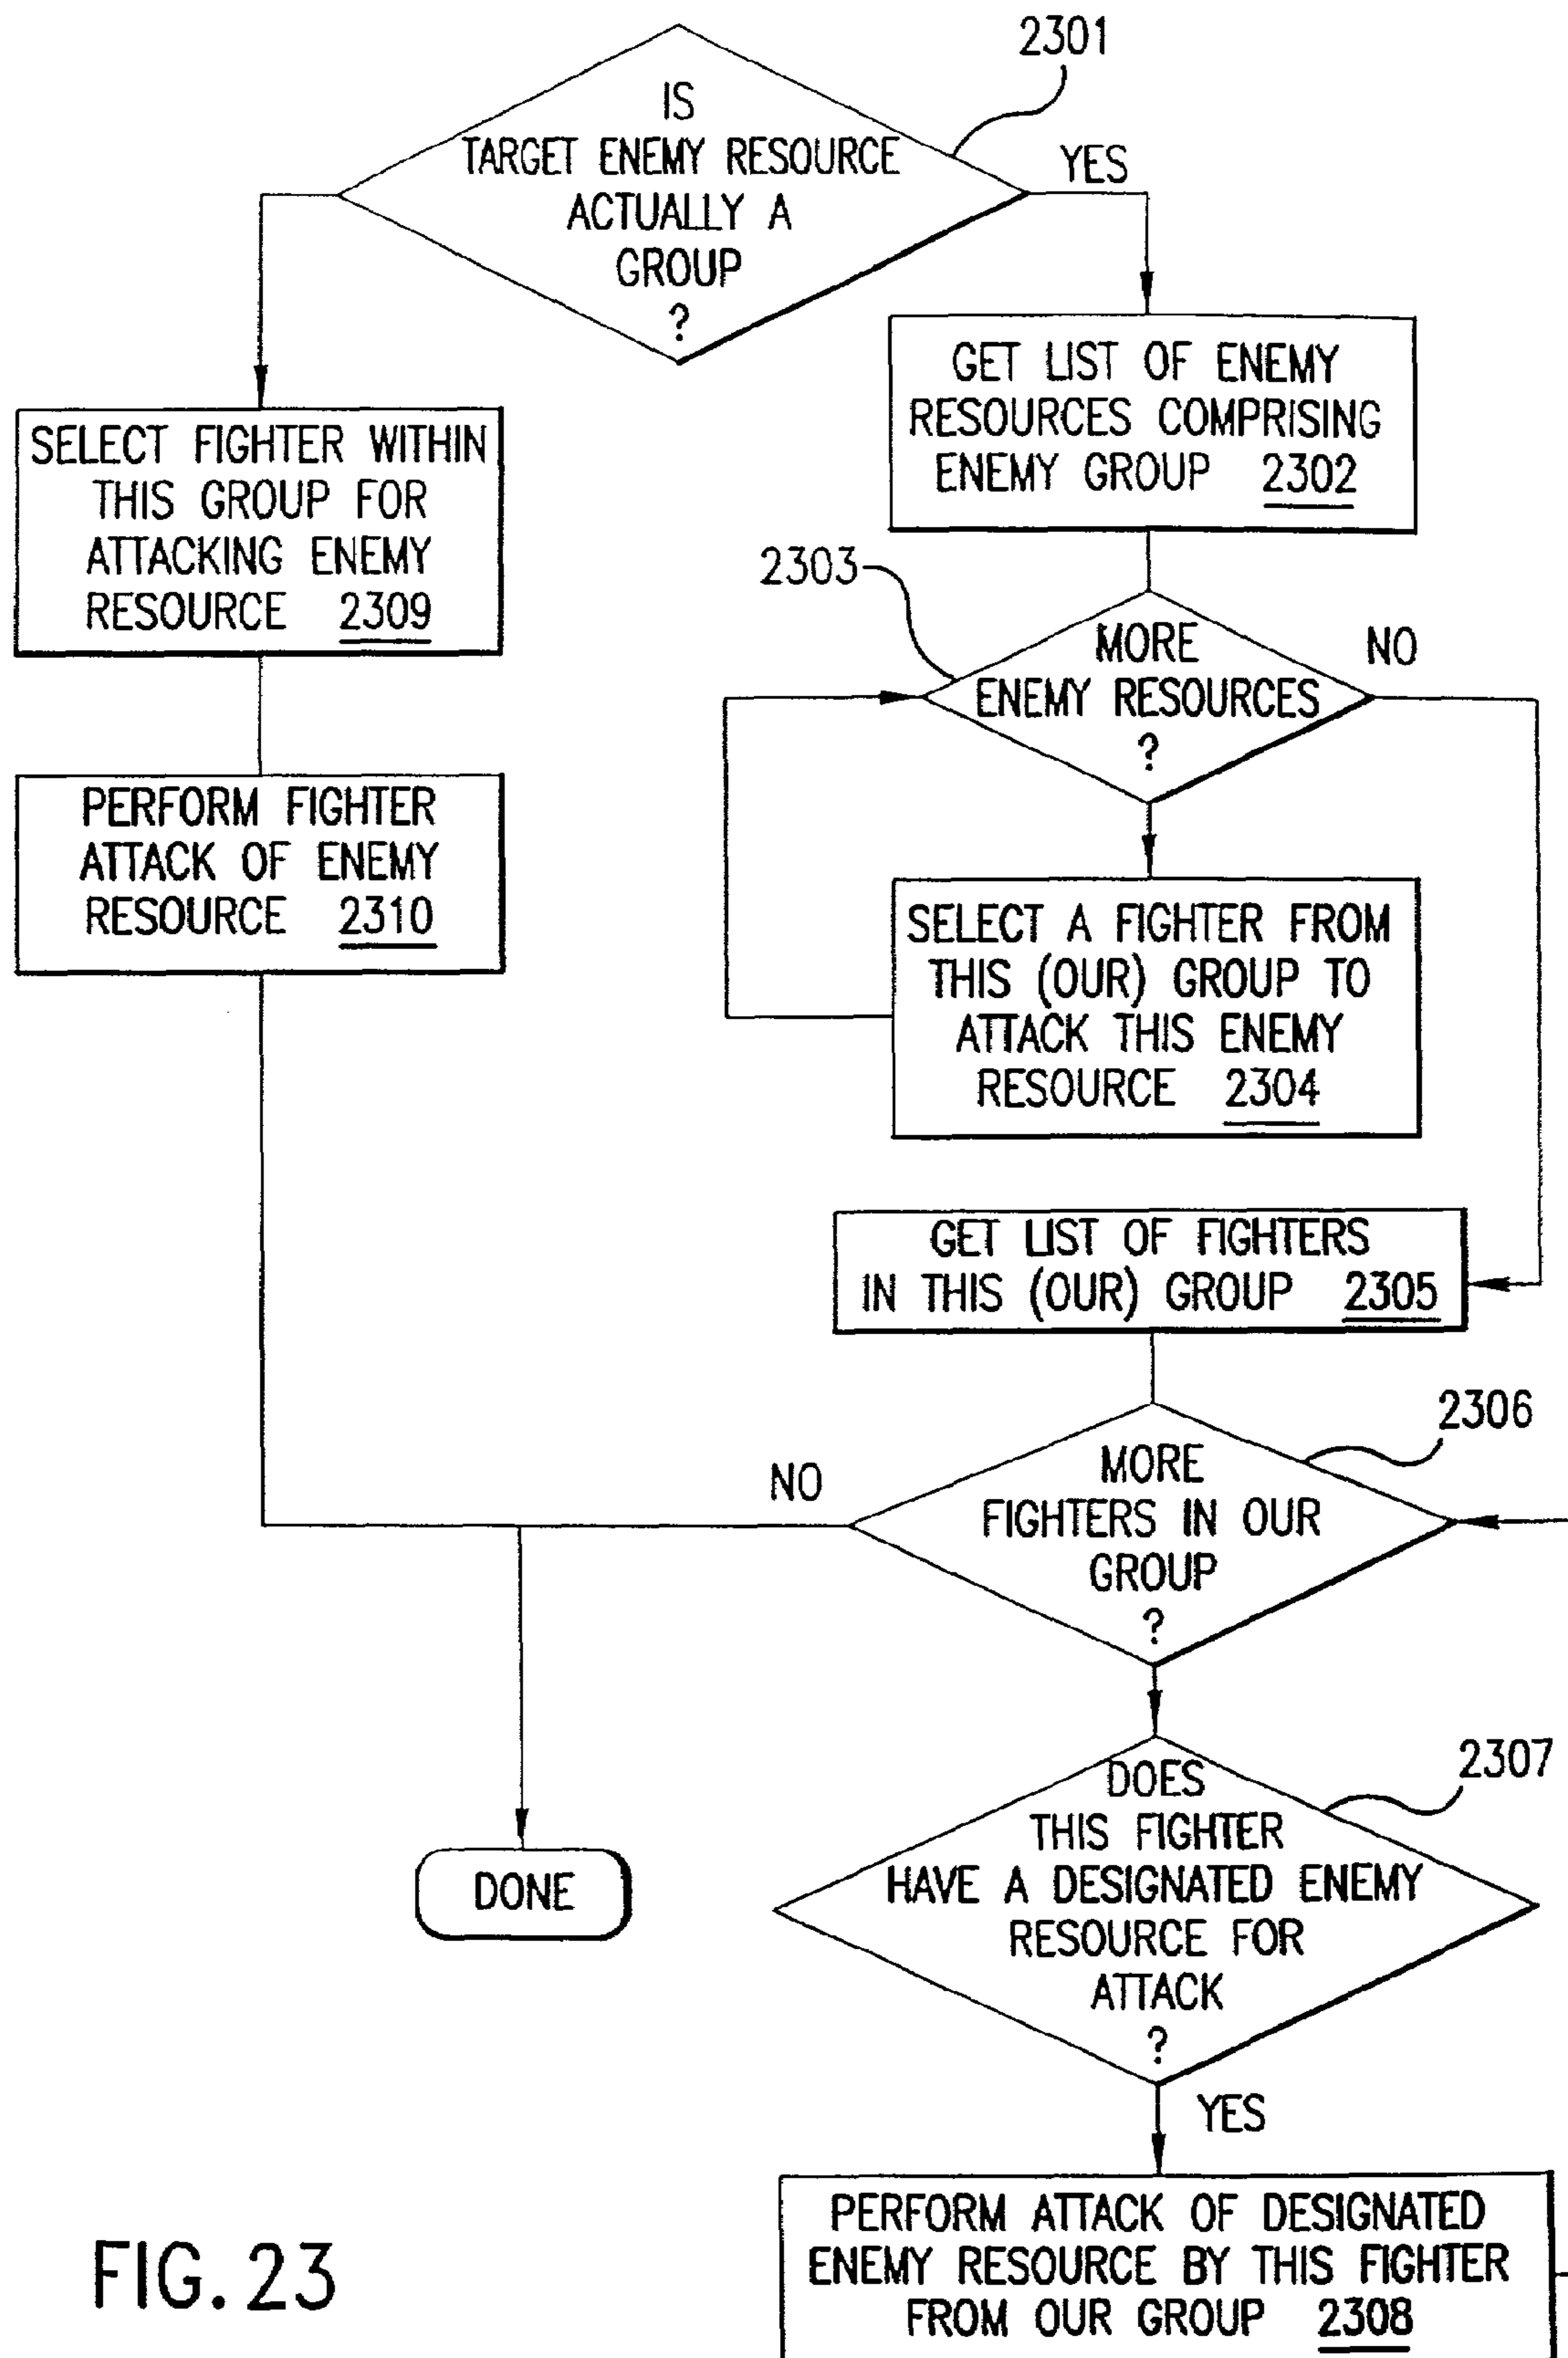 2301
IS
TARGET ENEMY RESOURCE
ACTUALLY A
GROUP
?
YES
SELECT FIGHTER WITHIN
THIS GROUP FOR
ATTACKING ENEMY
RESOURCE 2309
PERFORM FIGHTER
ATTACK OF ENEMY
RESOURCE 2310
GET LIST OF ENEMY
RESOURCES COMPRISING
ENEMY GROUP 2302
2303
MORE
ENEMY RESOURCES
?
NO
SELECT A FIGHTER FROM
THIS (OUR) GROUP TO
ATTACK THIS ENEMY
RESOURCE 2304
GET LIST OF FIGHTERS
IN THIS (OUR) GROUP 2305
2306
MORE
FIGHTERS IN OUR
GROUP
?
NO
DONE
2307
DOES
THIS FIGHTER
HAVE A DESIGNATED ENEMY
RESOURCE FOR
ATTACK
?
YES
PERFORM ATTACK OF DESIGNATED
ENEMY RESOURCE BY THIS FIGHTER
FROM OUR GROUP 2308
FIG. 23